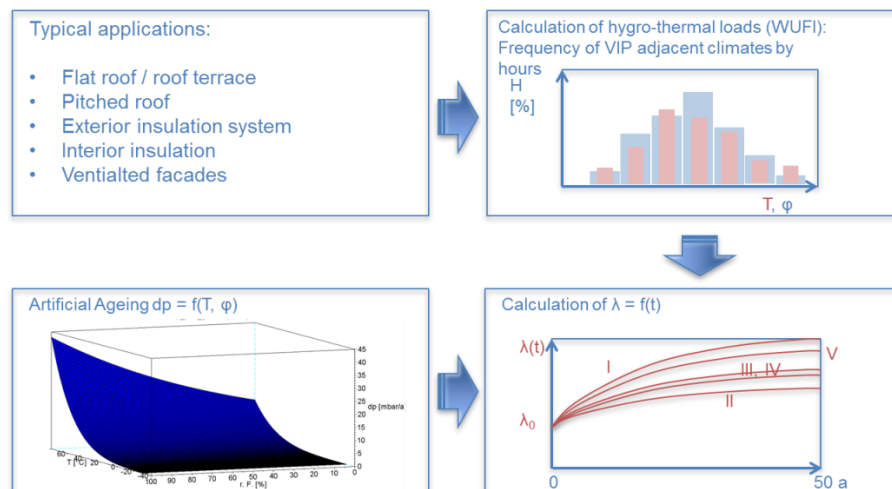 Typical applications:
• Flat roof / roof terrace
• Pitched roof
• Exterior insulation system
• Interior insulation
• Ventialted facades
Calculation of hygro-thermal loads (WUFI):
Frequency of VIP adjacent climates by
hours
H
[%]
T, φ
Artificial Ageing dp = f(T, φ)
45
40
35
30
25
20
15
10
5
0
dp [mbar/a]
60
40
20
0
-20
-40
T [°C]
100
90
80
70
60
50
40
30
20
10
0
r. F. [%]
Calculation of λ = f(t)
λ(t)
I
V
III, IV
II
λ₀
0
50 a